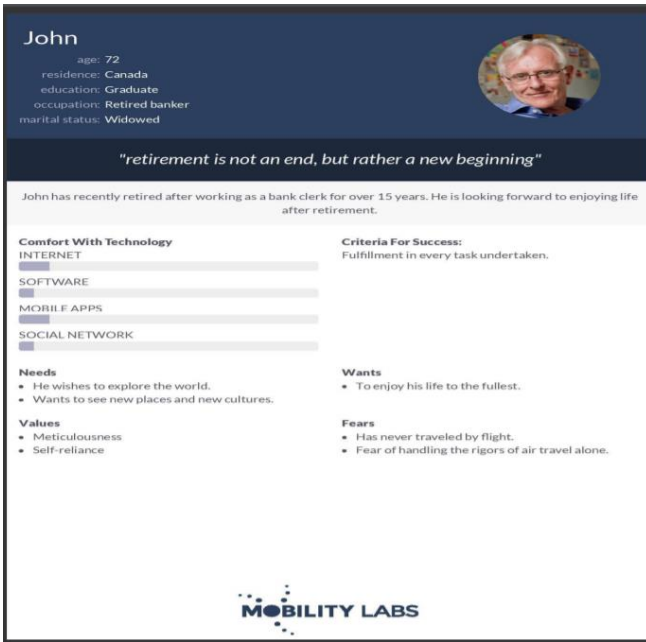 John
age: 72
residence: Canada
education: Graduate
occupation: Retired banker
marital status: Widowed
"retirement is not an end, but rather a new beginning"
John has recently retired after working as a bank clerk for over 15 years. He is looking forward to enjoying life
after retirement.
Comfort With Technology
INTERNET
SOFTWARE
MOBILE APPS
SOCIAL NETWORK
Criteria For Success:
Fulfillment in every task undertaken.
Needs
• He wishes to explore the world.
• Wants to see new places and new cultures.
Wants
• To enjoy his life to the fullest.
Values
• Meticulousness
• Self-reliance
Fears
• Has never traveled by flight.
• Fear of handling the rigors of air travel alone.
MOBILITY LABS